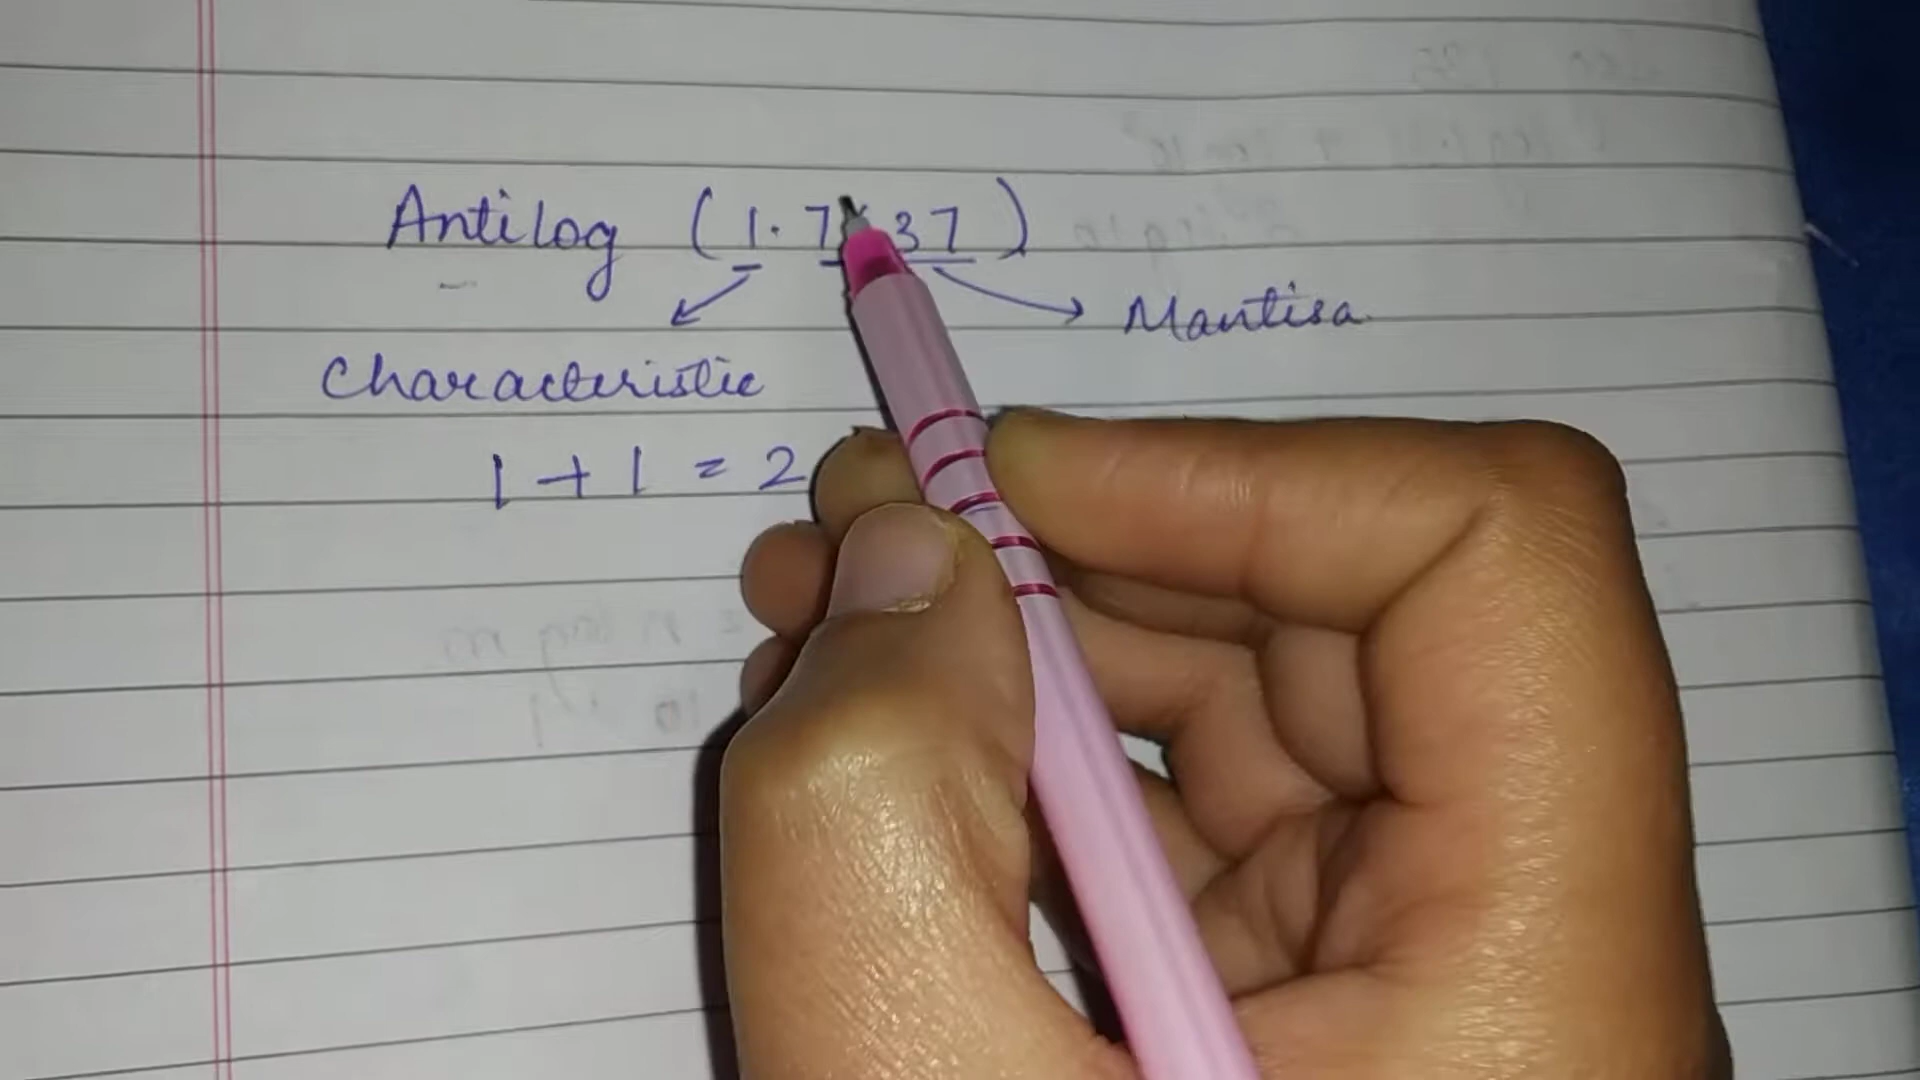 Antilog (1.7 37)
Mantisa
Characteristic
1 + 1 = 2